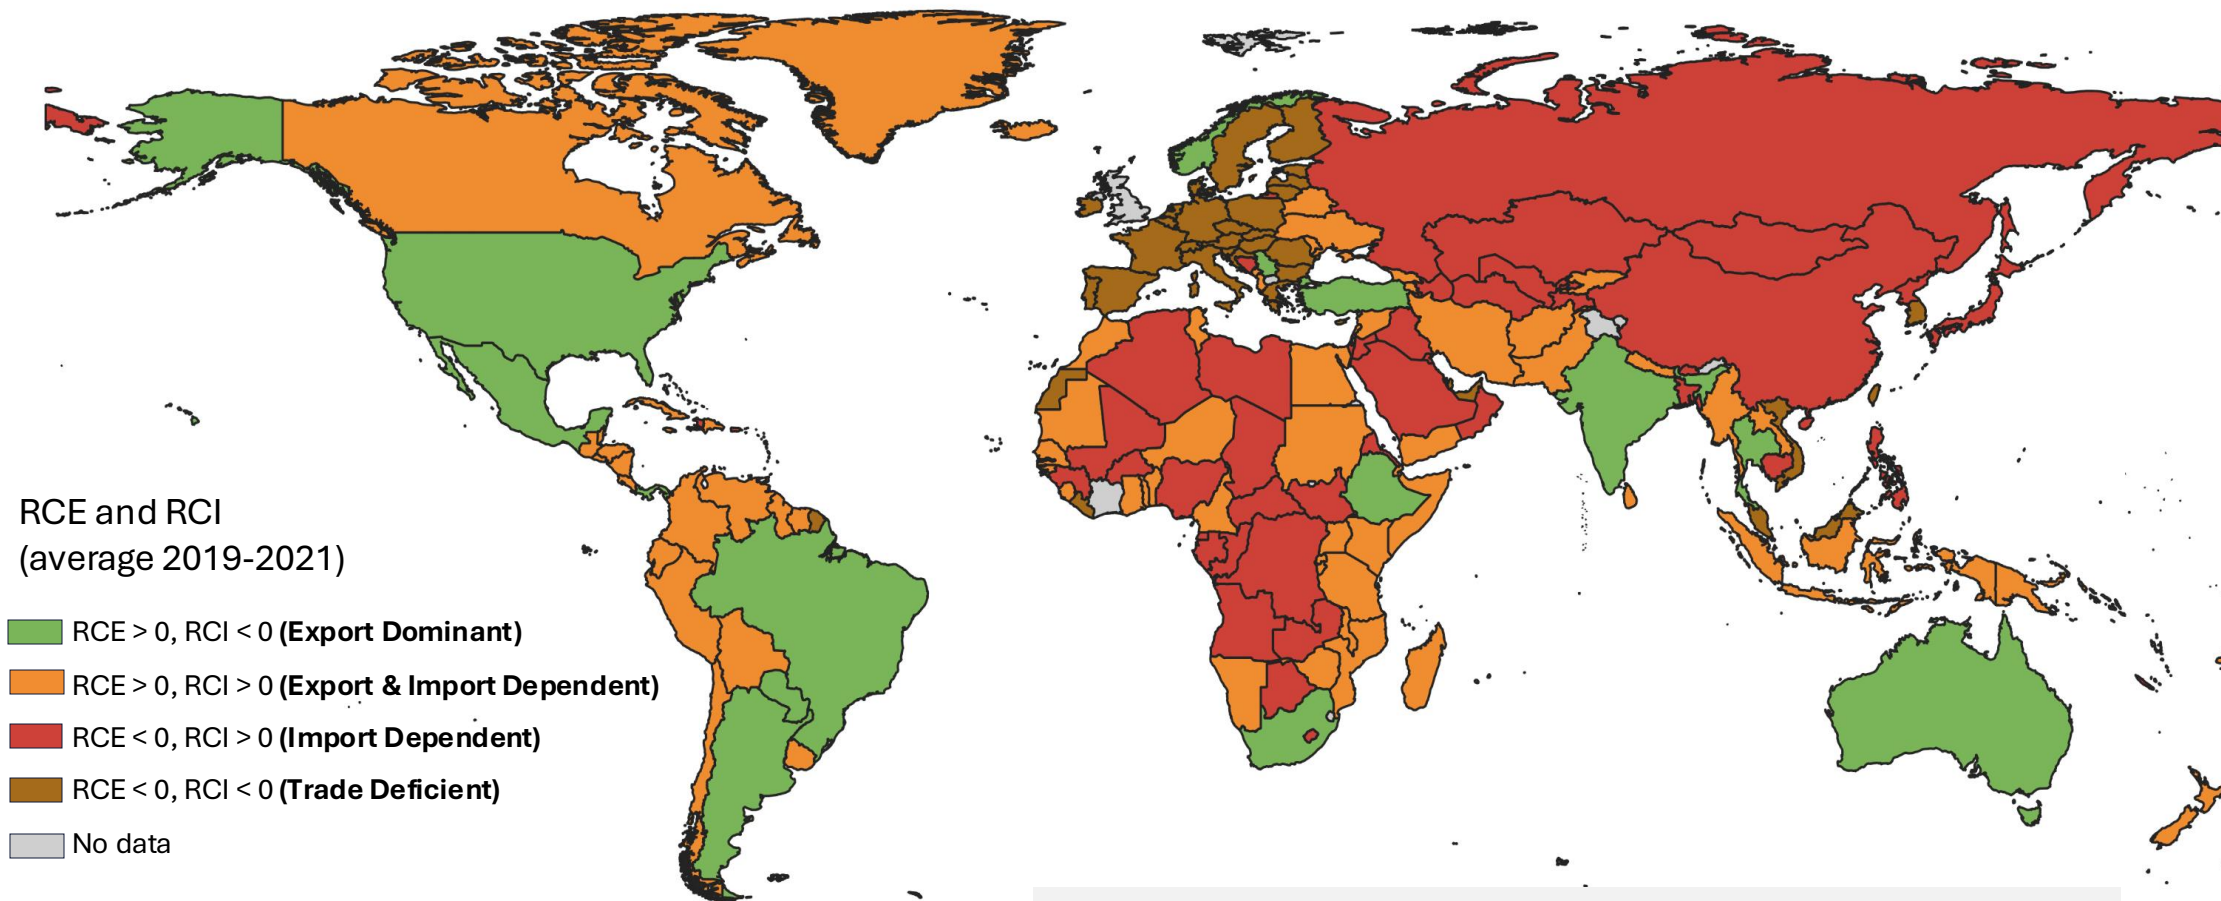 RCE and RCI
(average 2019-2021)
RCE > 0, RCI < 0 (Export Dominant)
RCE > 0, RCI > 0 (Export & Import Dependent)
RCE < 0, RCI > 0 (Import Dependent)
RCE < 0, RCI < 0 (Trade Deficient)
No data